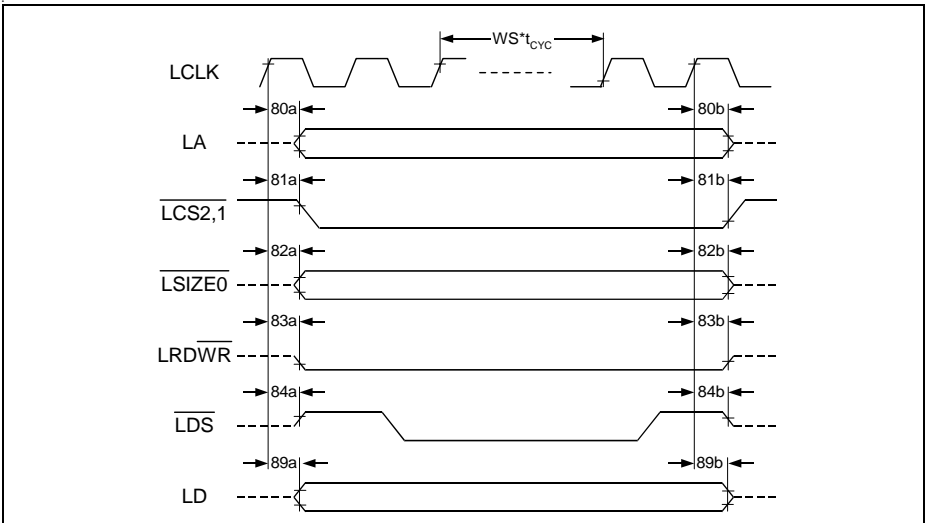 WS*tCYC
LCLK
80a 80b
LA
81a 81b
LCS2,1
82a 82b
LSIZE0
83a 83b
LRDWR
84a 84b
LDS
89a 89b
LD